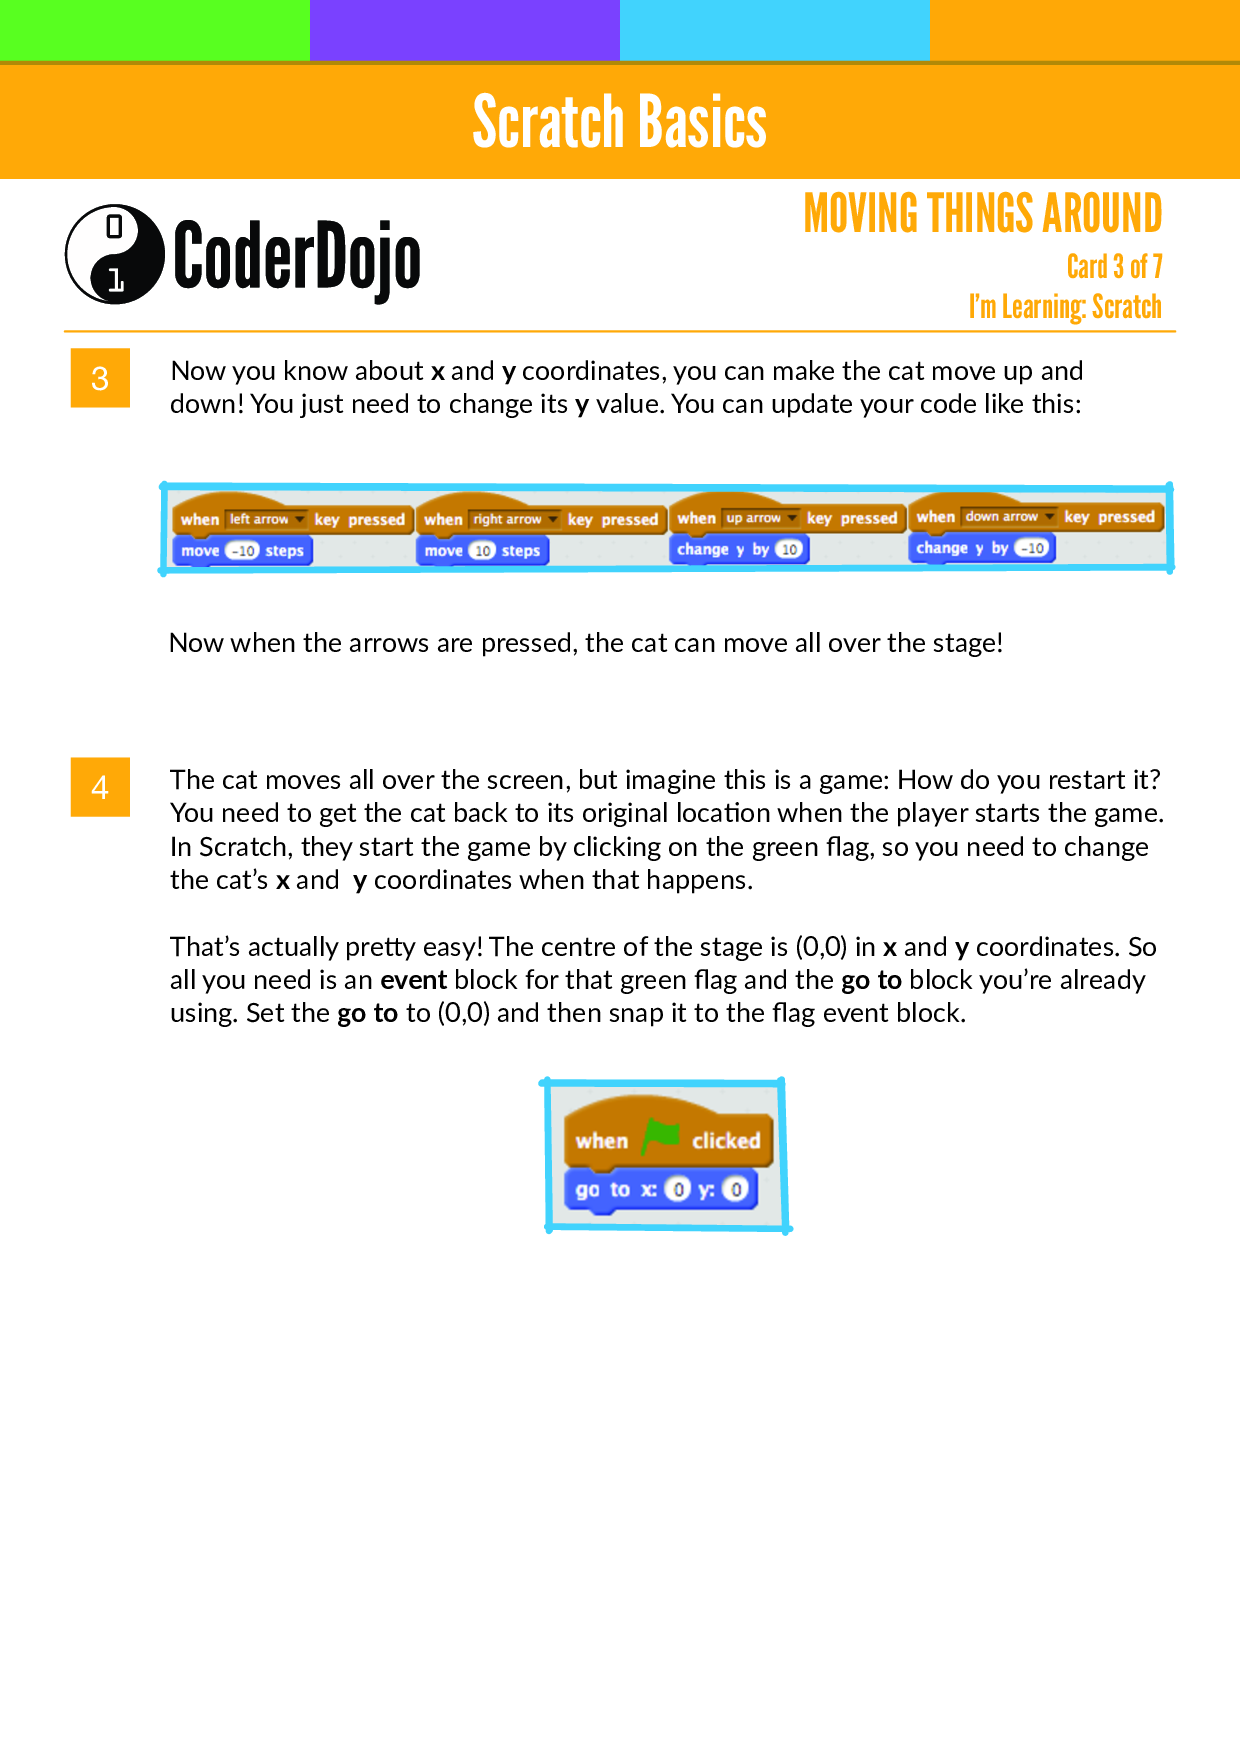 Scratch Basics
0
1
CoderDojo
MOVING THINGS AROUND
Card 3 of 7
I'm Learning: Scratch
3
Now you know about x and y coordinates, you can make the cat move up and
down! You just need to change its y value. You can update your code like this:
when left arrow key pressed when right arrow key pressed when up arrow key pressed when down arrow key pressed
move -10 steps move 10 steps change y by 10 change y by -10
Now when the arrows are pressed, the cat can move all over the stage!
4
The cat moves all over the screen, but imagine this is a game: How do you restart it?
You need to get the cat back to its original location when the player starts the game.
In Scratch, they start the game by clicking on the green flag, so you need to change
the cat's x and y coordinates when that happens.
That's actually pretty easy! The centre of the stage is (0,0) in x and y coordinates. So
all you need is an event block for that green flag and the go to block you're already
using. Set the go to to (0,0) and then snap it to the flag event block.
when clicked
go to x: 0 y: 0